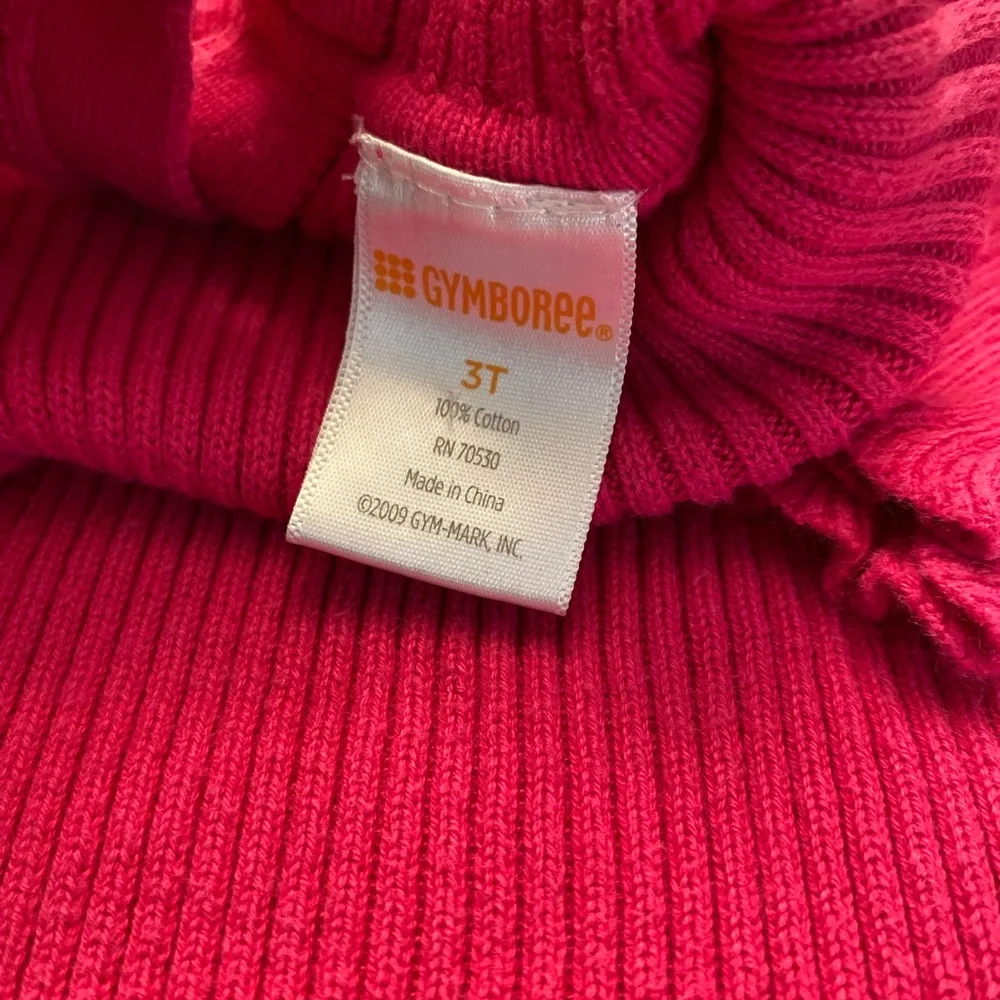 GYMBOREE®
3T
100% Cotton
RN 70530
Made in China
©2009 GYM-MARK, INC.